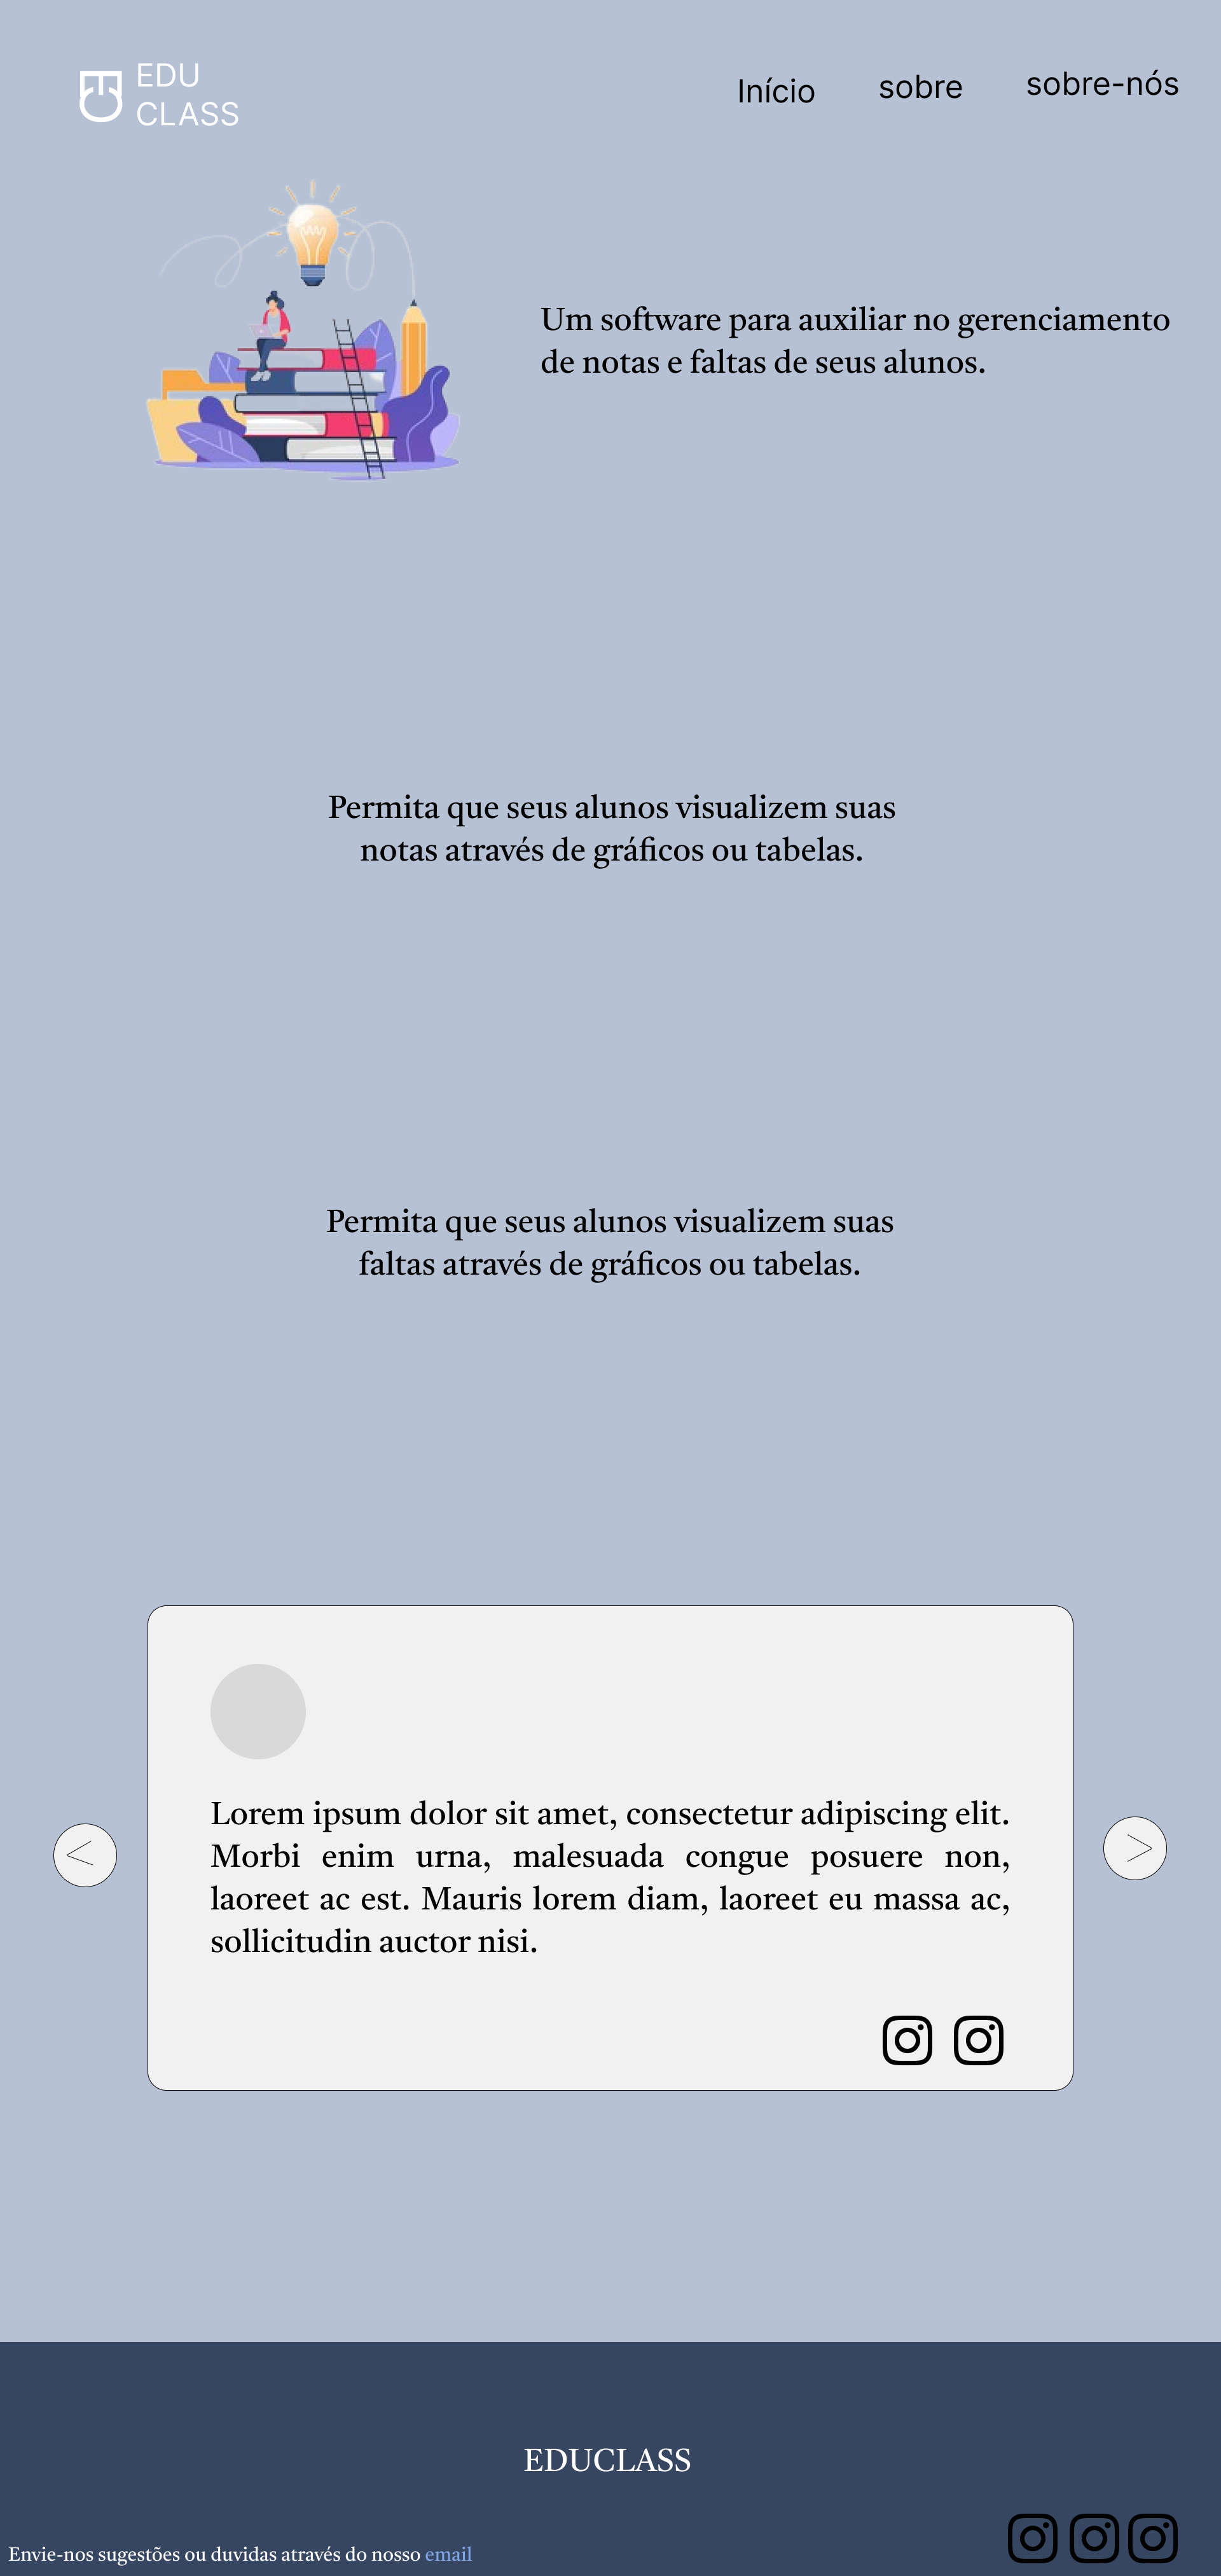 EDU
CLASS
Início
sobre
sobre-nós
Um software para auxiliar no gerenciamento
de notas e faltas de seus alunos.
Permita que seus alunos visualizem suas
notas através de gráficos ou tabelas.
Permita que seus alunos visualizem suas
faltas através de gráficos ou tabelas.
Lorem ipsum dolor sit amet, consectetur adipiscing elit.
Morbi enim urna, malesuada congue posuere non,
laoreet ac est. Mauris lorem diam, laoreet eu massa ac,
sollicitudin auctor nisi.
EDUCLASS
Envie-nos sugestões ou duvidas através do nosso email